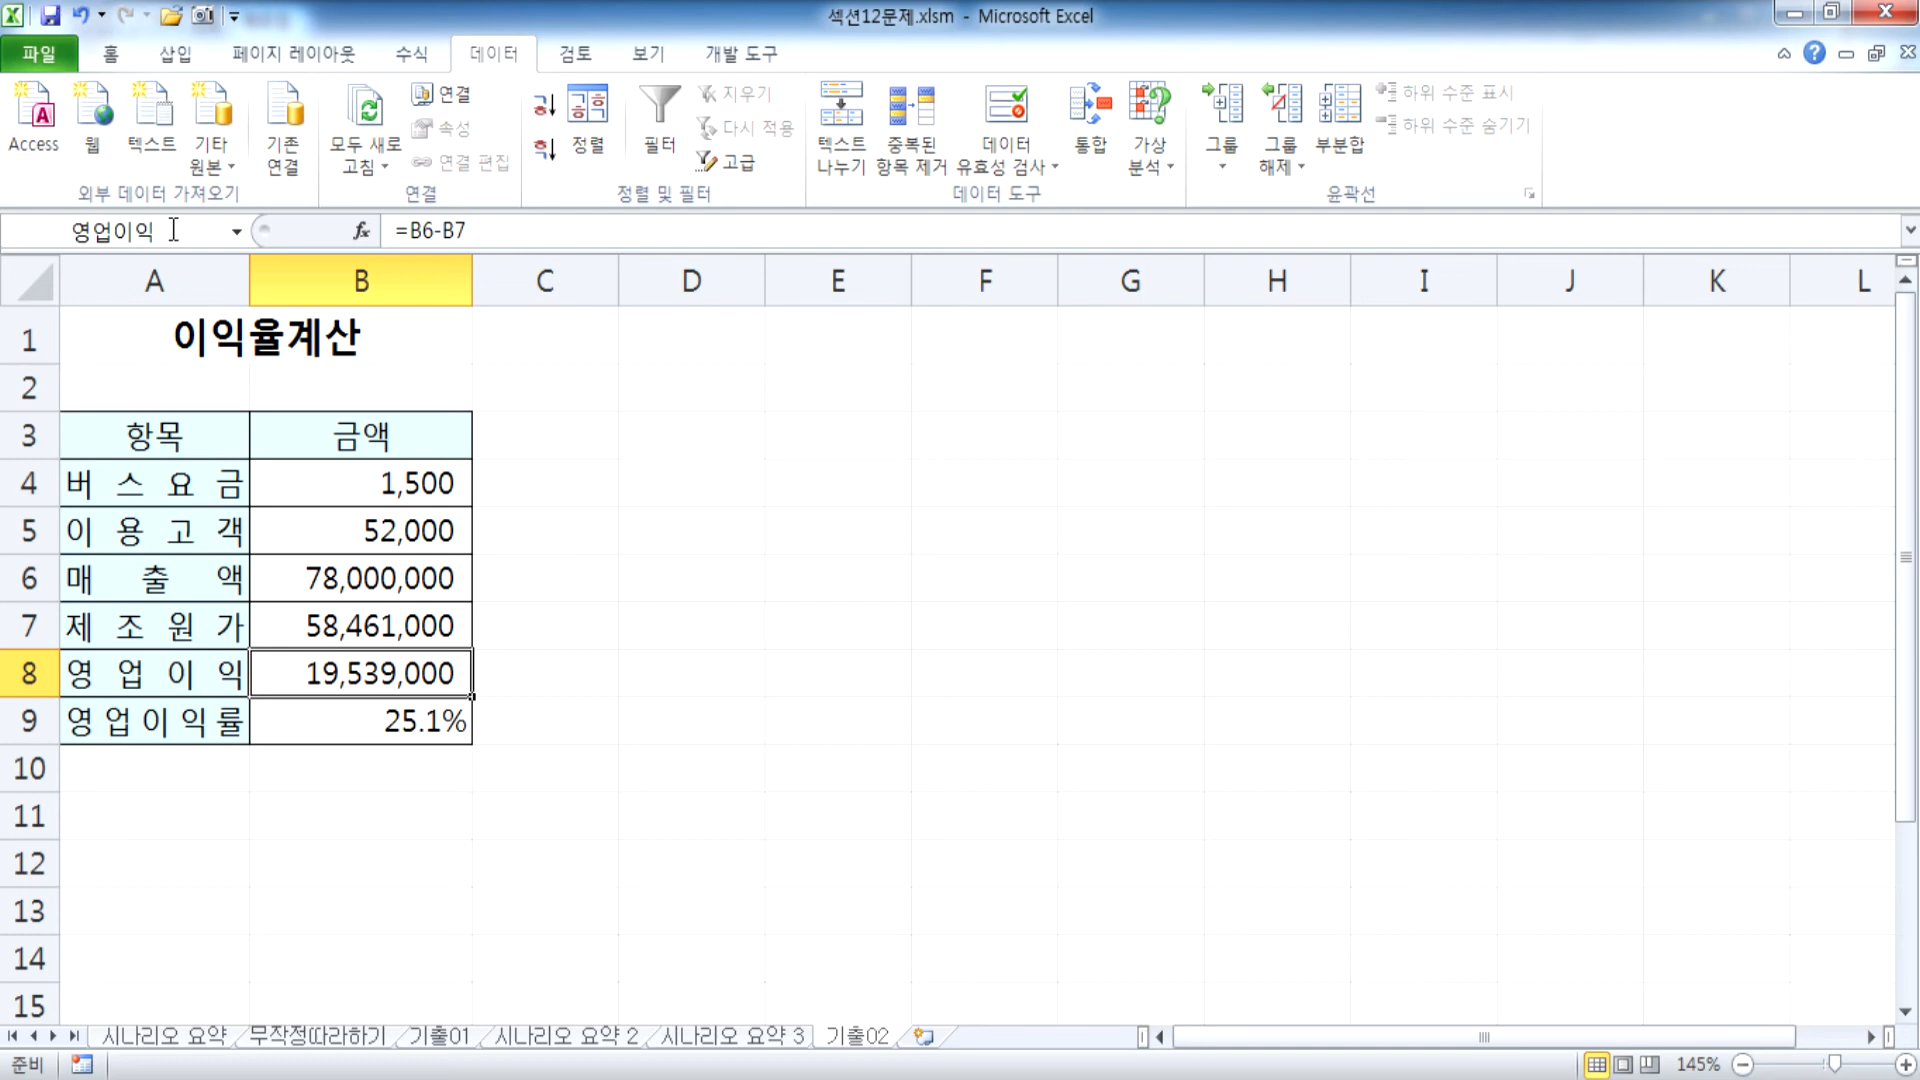 섹션12문제.xlsm - Microsoft Excel
파일 홈 삽입 페이지 레이아웃 수식 데이터 검토 보기 개발 도구
Access 웹 텍스트 기타 원본 기존 연결 모두 새로 고침 연결 속성 연결 편집 정렬 필터 지우기 다시 적용 고급 텍스트 나누기 중복된 항목 제거 데이터 유효성 검사 통합 가상 분석 그룹 그룹 해제 부분합 하위 수준 표시 하위 수준 숨기기
외부 데이터 가져오기 연결 정렬 및 필터 데이터 도구 윤곽선
영업이익 fx =B6-B7
A B C D E F G H I J K L
1 이익율계산
2
3 항목 금액
4 버스요금 1,500
5 이용고객 52,000
6 매출액 78,000,000
7 제조원가 58,461,000
8 영업이익 19,539,000
9 영업이익률 25.1%
10
11
12
13
14
15
시나리오 요약 무작정따라하기 기출01 시나리오 요약 2 시나리오 요약 3 기출02
준비 145%